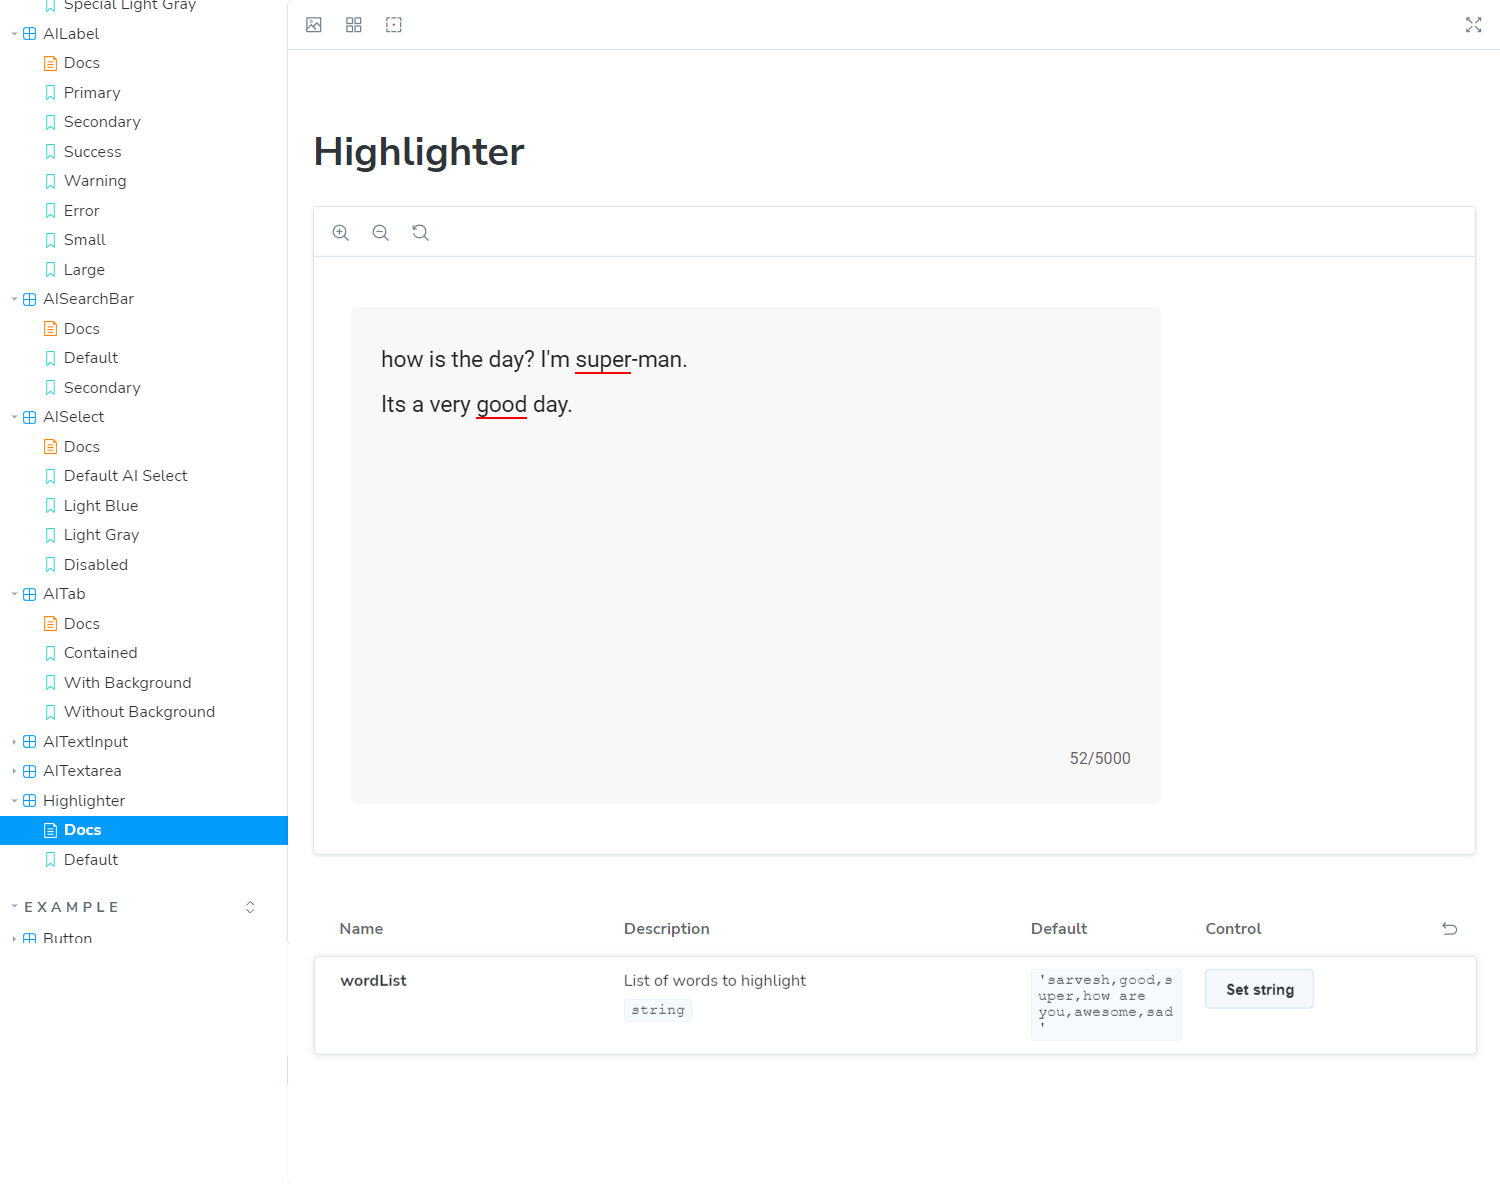 Special Light Gray
AILabel
Docs
Primary
Secondary
Success
Warning
Error
Small
Large
AISearchBar
Docs
Default
Secondary
AISelect
Docs
Default AI Select
Light Blue
Light Gray
Disabled
AITab
Docs
Contained
With Background
Without Background
AITextInput
AITextarea
Highlighter
Docs
Default
EXAMPLE
Button
Highlighter
how is the day? I'm super-man.
Its a very good day.
52/5000
Name Description Default Control
wordList
List of words to highlight
string
'sarvesh,good,s
uper,how are
you,awesome,sad
'
Set string